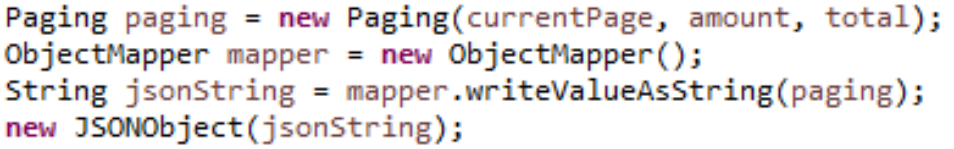 Paging paging = new Paging(currentPage, amount, total);
ObjectMapper mapper = new ObjectMapper();
String jsonString = mapper.writeValueAsString(paging);
new JSONObject(jsonString);